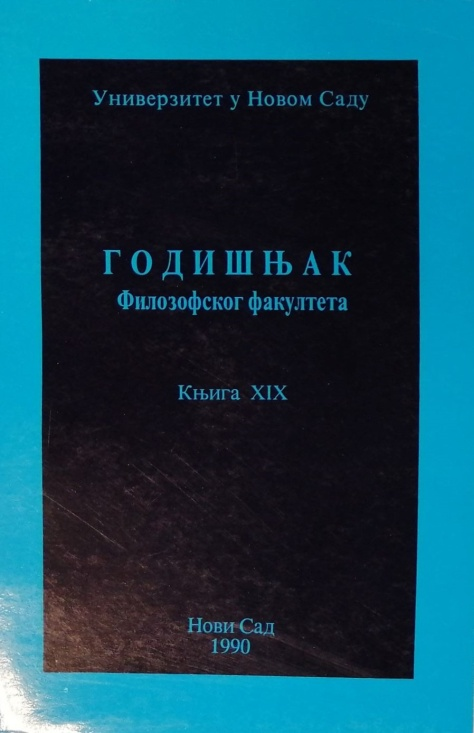 Универзитет у Новом Саду
ГОДИШЊАК
Филозофског факултета
Књига XIX
Нови Сад
1990